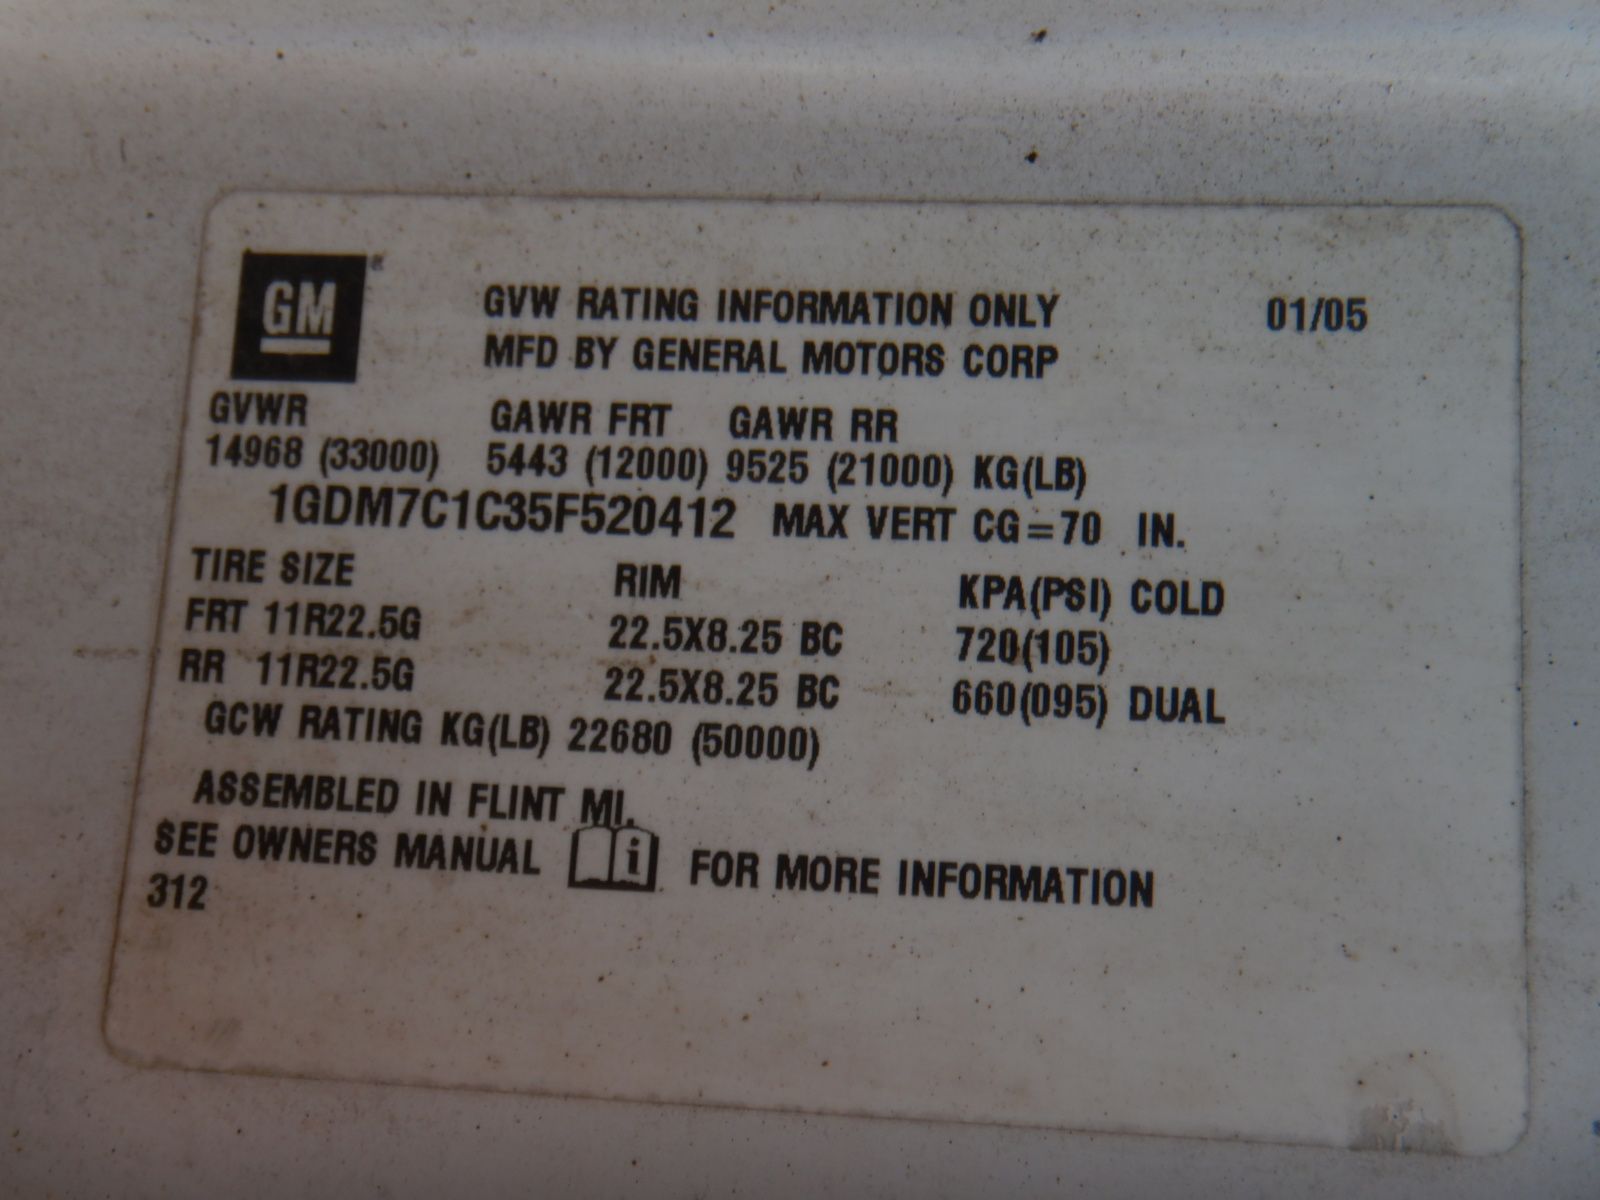 GM
GVW RATING INFORMATION ONLY 01/05
MFD BY GENERAL MOTORS CORP
GVWR GAWR FRT GAWR RR
14968 (33000) 5443 (12000) 9525 (21000) KG(LB)
1GDM7C1C35F520412 MAX VERT CG=70 IN.
TIRE SIZE RIM KPA(PSI) COLD
FRT 11R22.5G 22.5X8.25 BC 720(105)
RR 11R22.5G 22.5X8.25 BC 660(095) DUAL
GCW RATING KG(LB) 22680 (50000)
ASSEMBLED IN FLINT MI.
SEE OWNERS MANUAL i FOR MORE INFORMATION
312